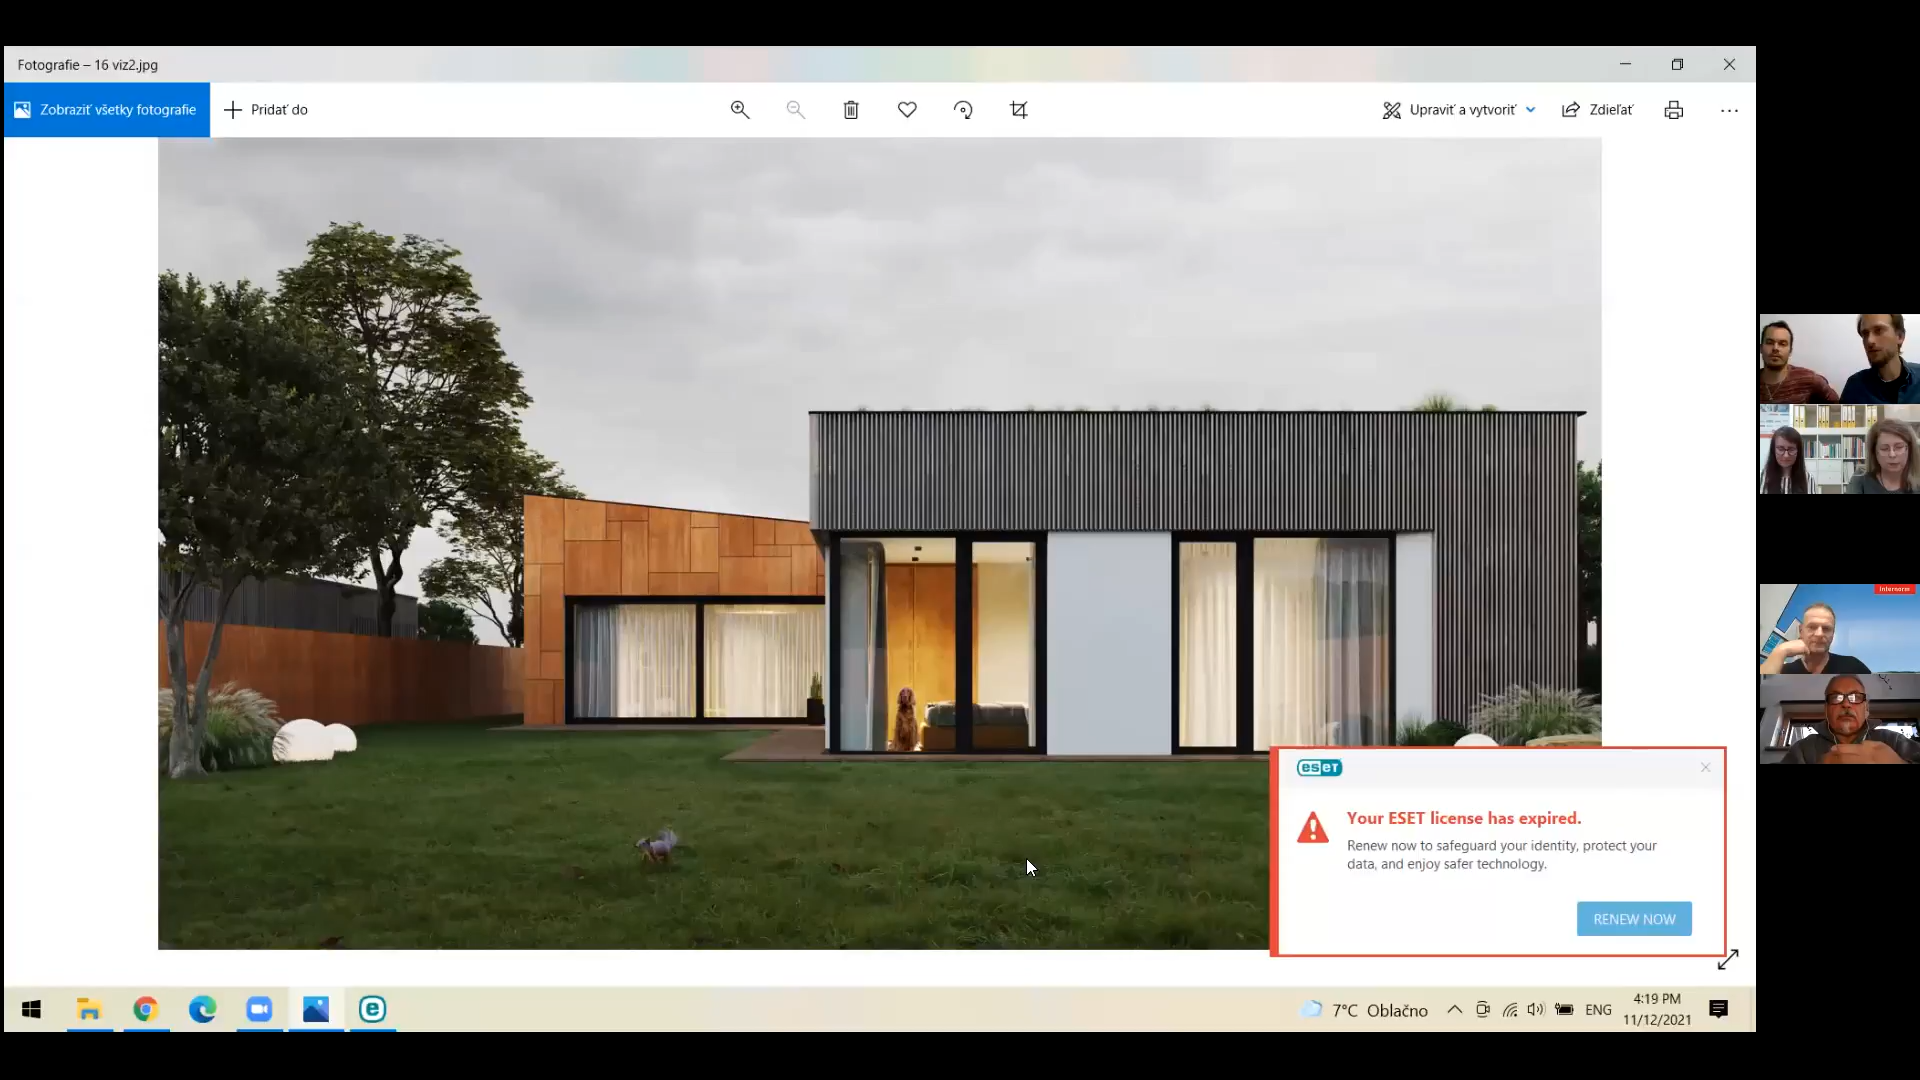 Fotografie – 16 viz2.jpg
Zobraziť všetky fotografie
Pridať do
Upraviť a vytvoriť
Zdieľať
Internorm
eset
Your ESET license has expired.
Renew now to safeguard your identity, protect your
data, and enjoy safer technology.
RENEW NOW
7°C Oblačno
ENG
4:19 PM
11/12/2021